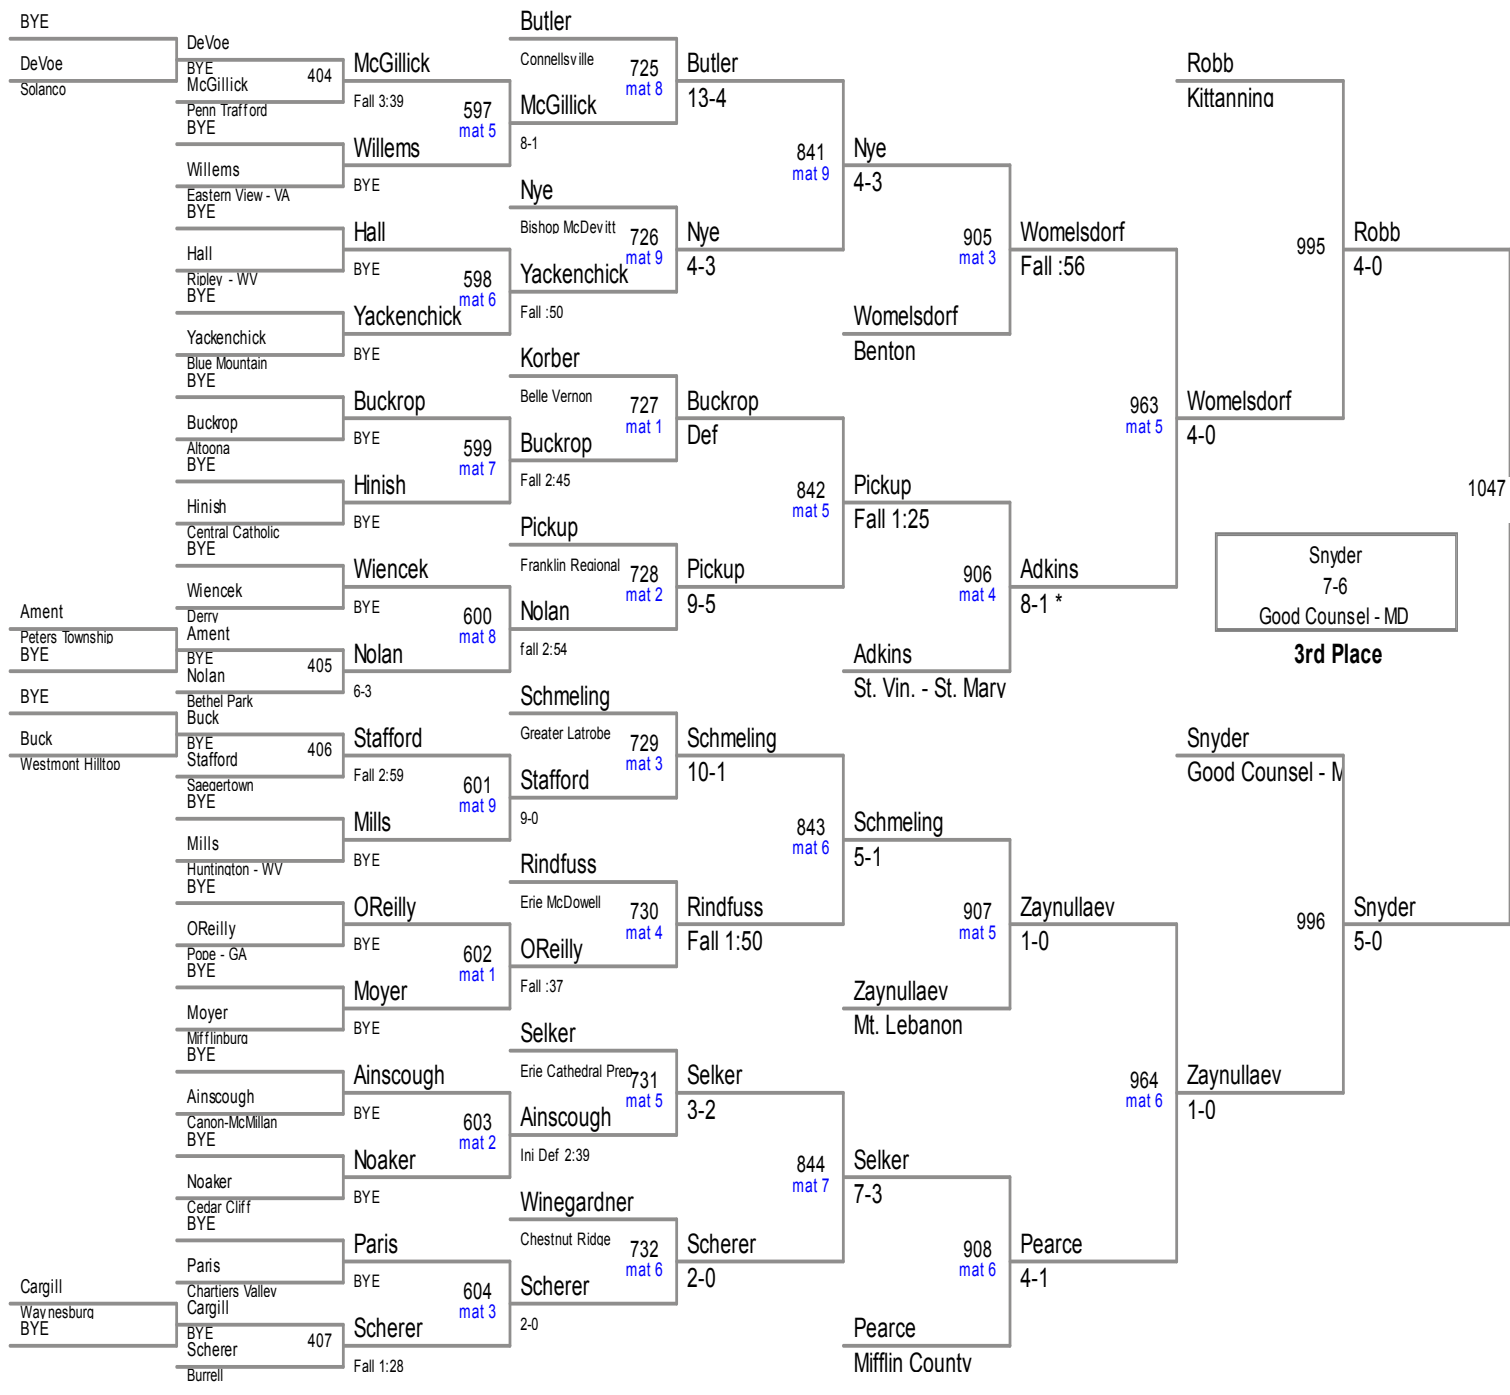 BYE
DeVoe
Solanco
Ament
Peters Township
BYE
BYE
Buck
Westmont Hilltop
Cargill
Waynesburg
BYE
DeVoe
BYE
404
McGillick
Penn Trafford
BYE
Willems
Eastern View - VA
BYE
Hall
Ripley - WV
BYE
Yackenchick
Blue Mountain
BYE
Buckrop
Altoona
BYE
Hinish
Central Catholic
BYE
Wiencek
Derry
Ament
BYE
405
Nolan
Bethel Park
Buck
BYE
406
Stafford
Saegertown
BYE
Mills
Huntington - WV
BYE
OReilly
Pope - GA
BYE
Moyer
Mifflinburg
BYE
Ainscough
Canon-McMillan
BYE
Noaker
Cedar Cliff
BYE
Paris
Chartiers Valley
Cargill
BYE
407
Scherer
Burrell
McGillick
Fall 3:39
597
mat 5
Willems
BYE
Hall
BYE
598
mat 6
Yackenchick
BYE
Buckrop
BYE
599
mat 7
Hinish
BYE
Wiencek
BYE
600
mat 8
Nolan
6-3
Stafford
Fall 2:59
601
mat 9
Mills
BYE
OReilly
BYE
602
mat 1
Moyer
BYE
Ainscough
BYE
603
mat 2
Noaker
BYE
Paris
BYE
604
mat 3
Scherer
Fall 1:28
Butler
Connellsville
725
mat 8
McGillick
8-1
Nye
Bishop McDevitt
726
mat 9
Yackenchick
Fall :50
Korber
Belle Vernon
727
mat 1
Buckrop
Fall 2:45
Pickup
Franklin Regional
728
mat 2
Nolan
fall 2:54
Schmeling
Greater Latrobe
729
mat 3
Stafford
9-0
Rindfuss
Erie McDowell
730
mat 4
OReilly
Fall :37
Selker
Erie Cathedral Prep
731
mat 5
Ainscough
Inj Def 2:39
Winegardner
Chestnut Ridge
732
mat 6
Scherer
2-0
Butler
13-4
841
mat 9
Nye
4-3
Buckrop
Def
842
mat 5
Pickup
9-5
Schmeling
10-1
843
mat 6
Rindfuss
Fall 1:50
Selker
3-2
844
mat 7
Scherer
2-0
Nye
4-3
905
mat 3
Womelsdorf
Benton
Pickup
Fall 1:25
906
mat 4
Adkins
St. Vin. - St. Mary
Schmeling
5-1
907
mat 5
Zaynullaev
Mt. Lebanon
Selker
7-3
908
mat 6
Pearce
Mifflin County
Womelsdorf
Fall :56
963
mat 5
Adkins
8-1 *
Zaynullaev
1-0
964
mat 6
Pearce
4-1
Robb
Kittanning
995
Womelsdorf
4-0
Snyder
Good Counsel - M
996
Zaynullaev
1-0
Robb
4-0
1047
Snyder
5-0
Snyder
7-6
Good Counsel - MD
3rd Place